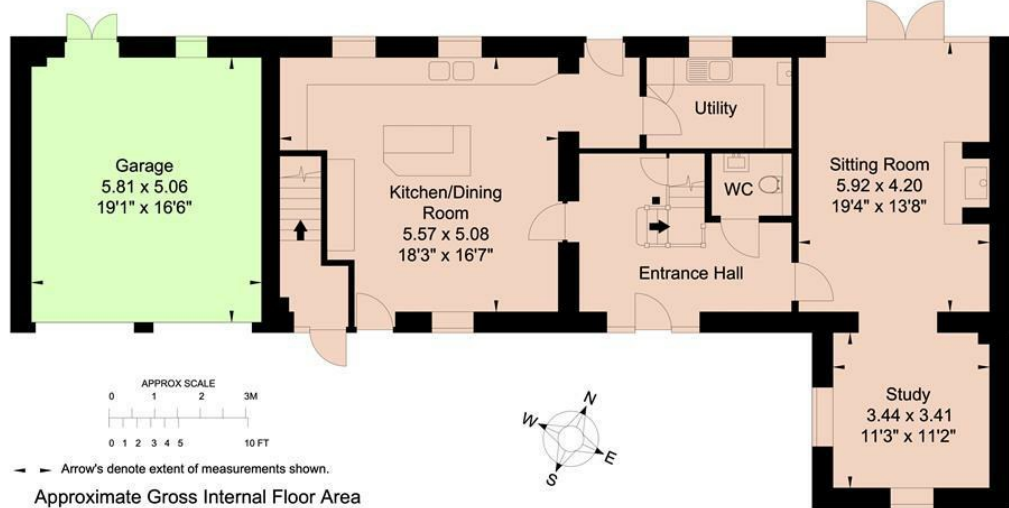 Garage
5.81 x 5.06
19'1" x 16'6"
Kitchen/Dining
Room
5.57 x 5.08
18'3" x 16'7"
Utility
WC
Entrance Hall
Sitting Room
5.92 x 4.20
19'4" x 13'8"
Study
3.44 x 3.41
11'3" x 11'2"
APPROX SCALE
0 1 2 3M
0 1 2 3 4 5 10 FT
N
W
E
S
Arrow's denote extent of measurements shown.
Approximate Gross Internal Floor Area